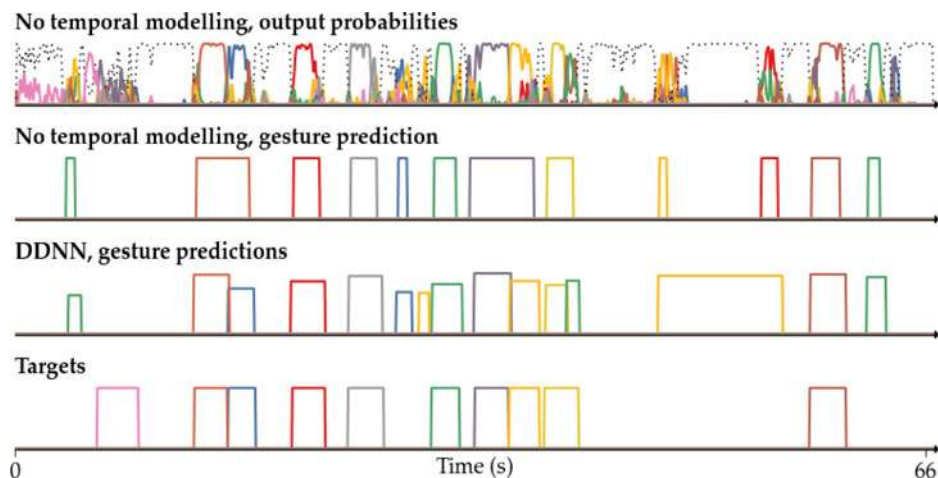 No temporal modelling, output probabilities
No temporal modelling, gesture prediction
DDNN, gesture predictions
Targets
0 Time (s) 66